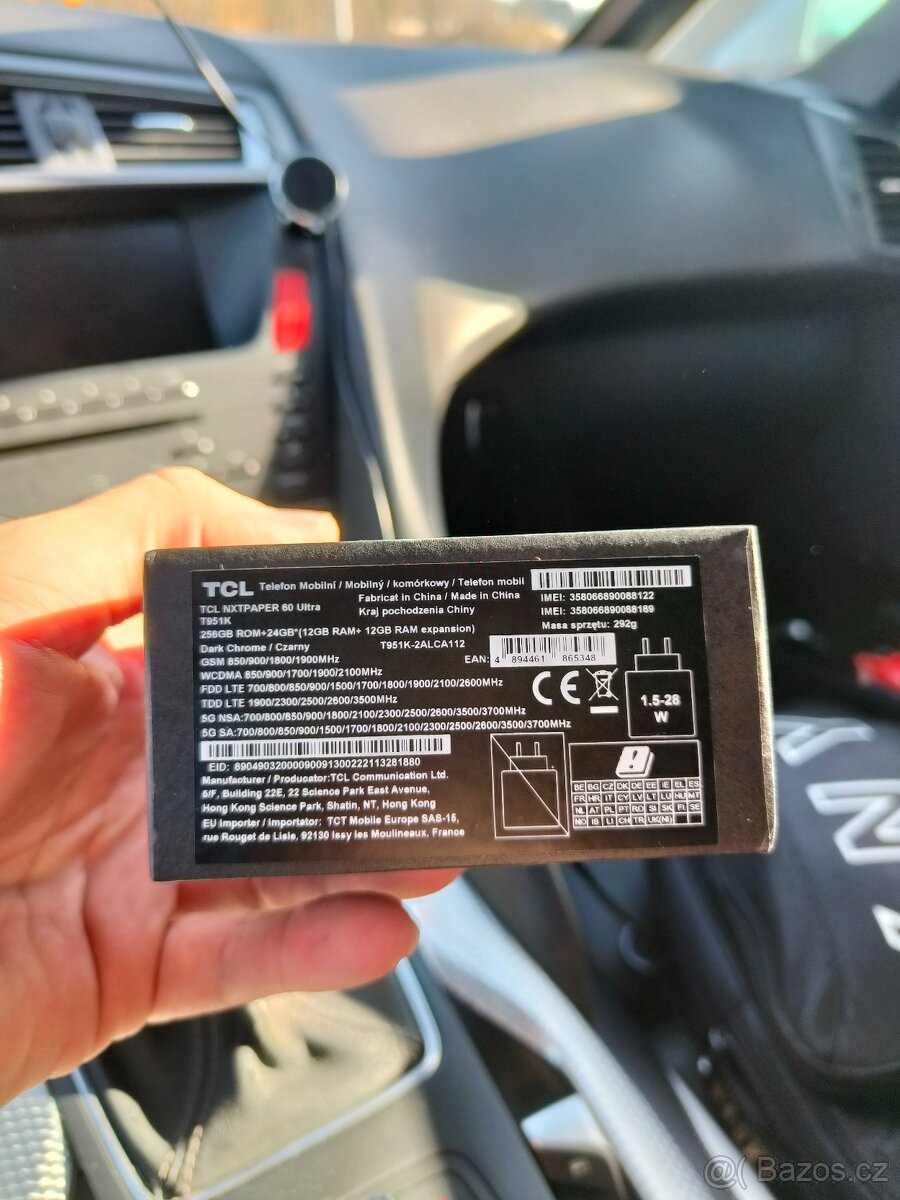 TCL Telefon Mobilní / Mobilný / komórkowy / Telefon mobil
TCL NXTPAPER 60 Ultra
Fabricat in China / Made in China
T951K
Kraj pochodzenia Chiny
IMEI: 358066890088122
IMEI: 358066890088189
Masa sprzętu: 292g
256GB ROM+24GB*(12GB RAM+ 12GB RAM expansion)
Dark Chrome / Czarny
T951K-2ALCA112
EAN: 4 894461 865348
GSM 850/900/1800/1900MHz
WCDMA 850/900/1700/1900/2100MHz
FDD LTE 700/800/850/900/1500/1700/1800/1900/2100/2600MHz
TDD LTE 1900/2300/2500/2600/3500MHz
5G NSA:700/800/850/900/1800/2100/2300/2500/2600/3500/3700MHz
5G SA:700/800/850/900/1500/1700/1800/2100/2300/2500/2600/3500/3700MHz
CE
1.5-28
W
EID: 89049032000090091300222113281880
Manufacturer / Producator:TCL Communication Ltd.
6/F, Building 22E, 22 Science Park East Avenue,
Hong Kong Science Park, Shatin, NT, Hong Kong
EU importer / Importator: TCT Mobile Europe SAS-15,
rue Rouget de Lisle, 92130 Issy les Moulineaux, France
BE BG CZ DK DE EE IE EL ES
FR HR IT CY LV LT LU HU MT
NL AT PL PT RO SI SK FI SE
NO IS LI CH TR UK(NI)
@( Bazos.cz